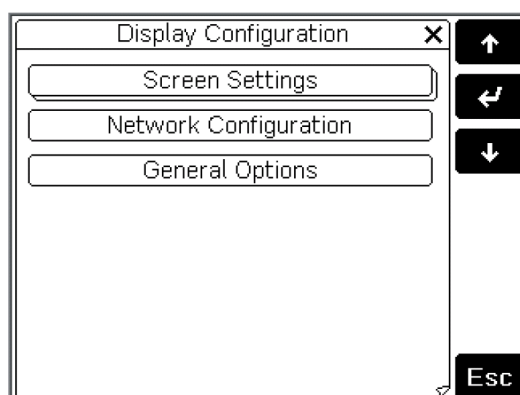 Display Configuration
Screen Settings
Network Configuration
General Options
Esc